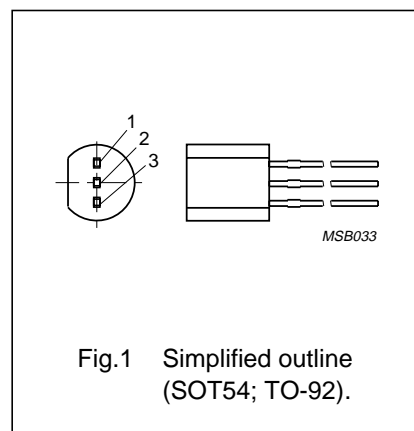 1
2
3
MSB033
Fig.1 Simplified outline
(SOT54; TO-92).